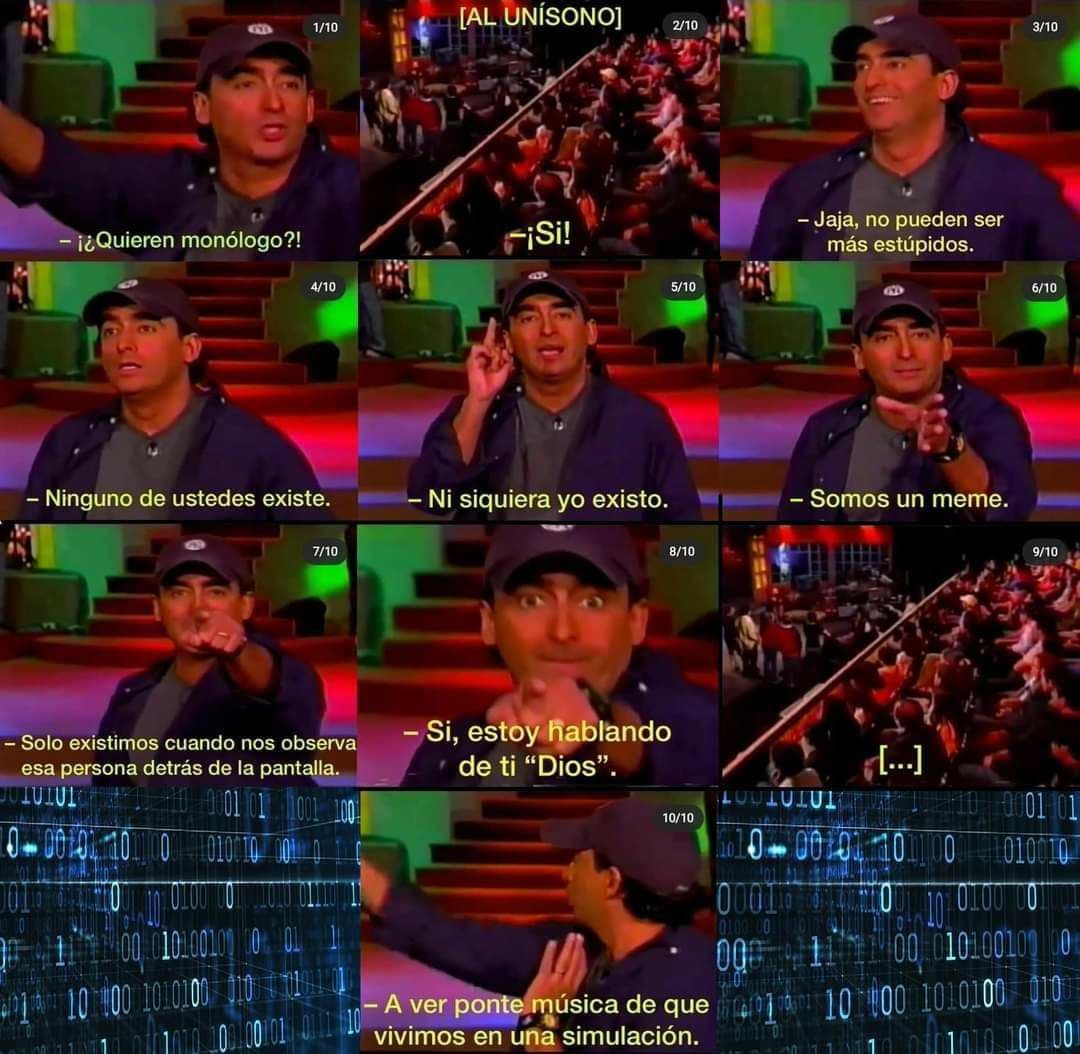 1/10
– ¡¿Quieren monólogo?!
[AL UNÍSONO]
2/10
–¡Si!
3/10
– Jaja, no pueden ser
más estúpidos.
4/10
– Ninguno de ustedes existe.
5/10
– Ni siquiera yo existo.
6/10
– Somos un meme.
7/10
– Solo existimos cuando nos observa
esa persona detrás de la pantalla.
8/10
– Si, estoy hablando
de ti “Dios”.
9/10
[...]
10/10
– A ver ponte música de que
vivimos en una simulación.